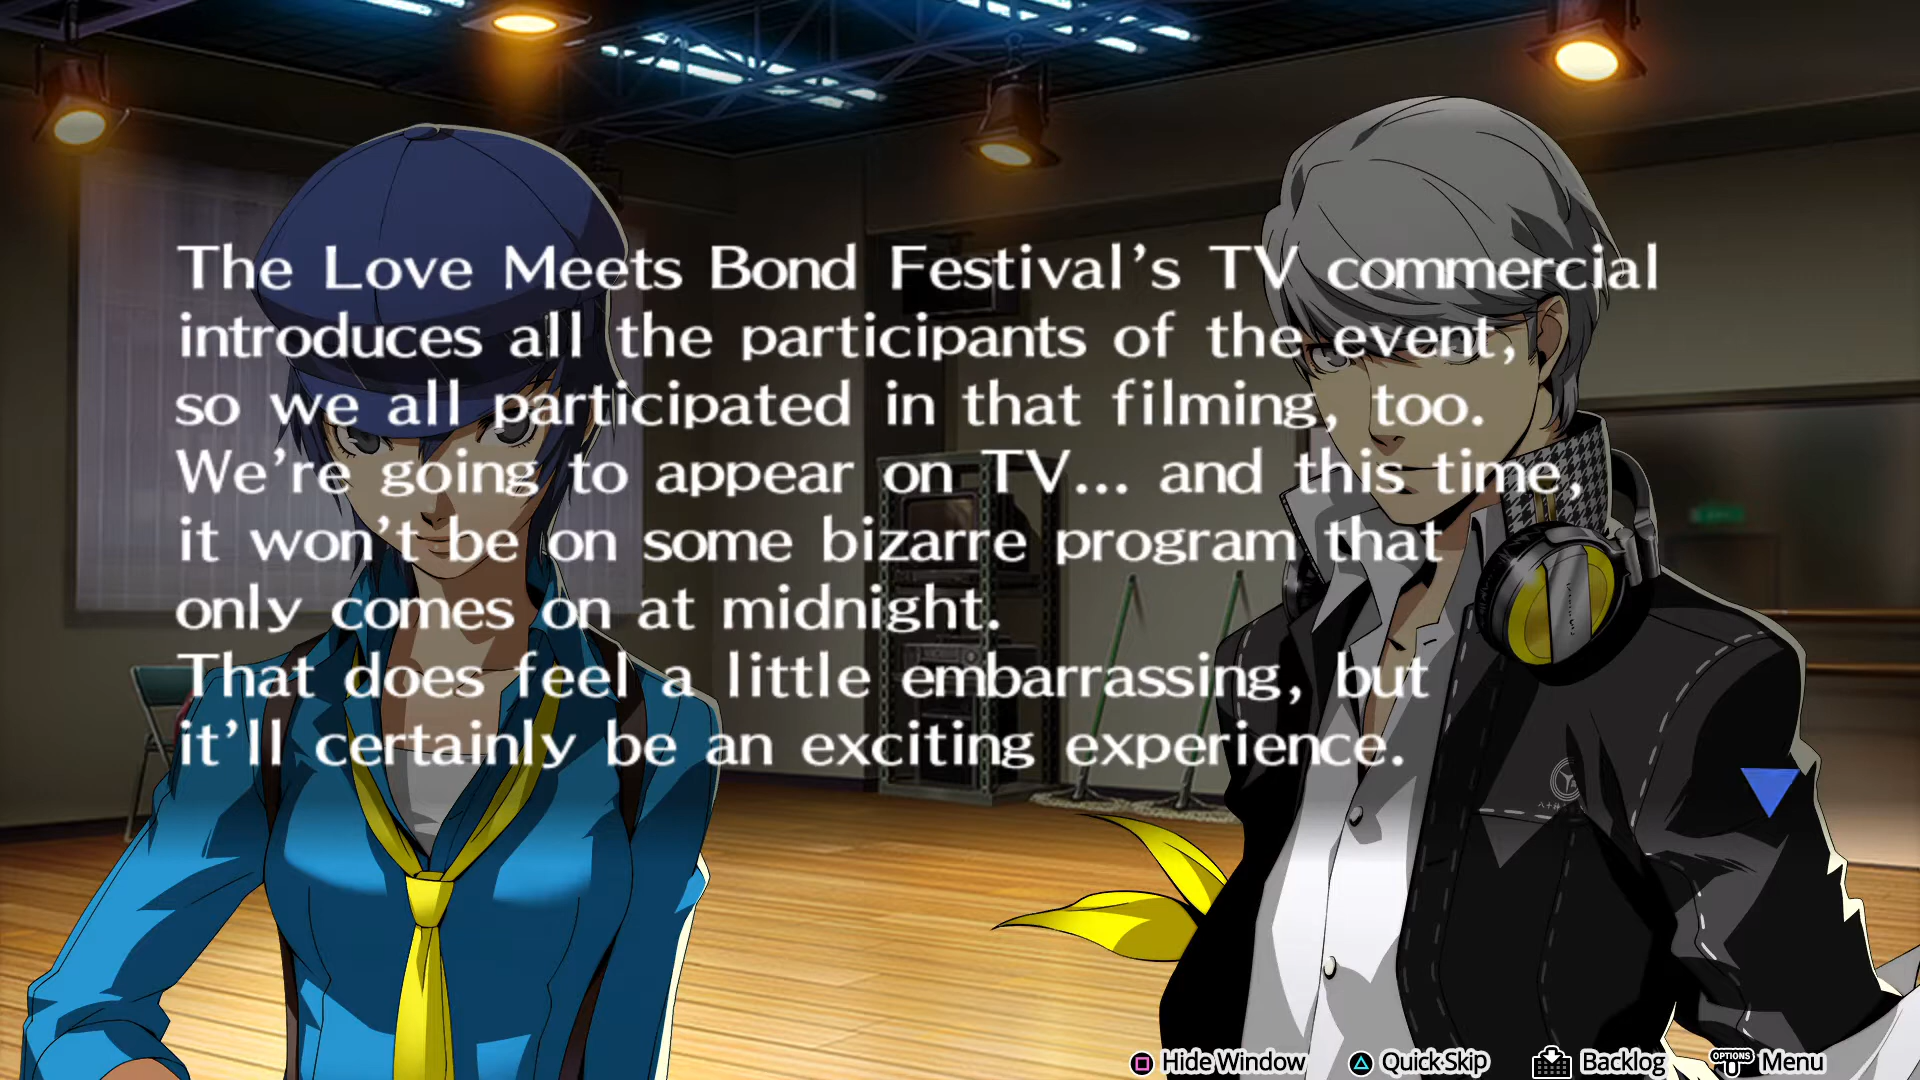 The Love Meets Bond Festival's TV commercial
introduces all the participants of the event,
so we all participated in that filming, too.
We're going to appear on TV... and this time,
it won't be on some bizarre program that
only comes on at midnight.
That does feel a little embarrassing, but
it'll certainly be an exciting experience.
Hide Window Quick Skip Backlog OPTIONS Menu